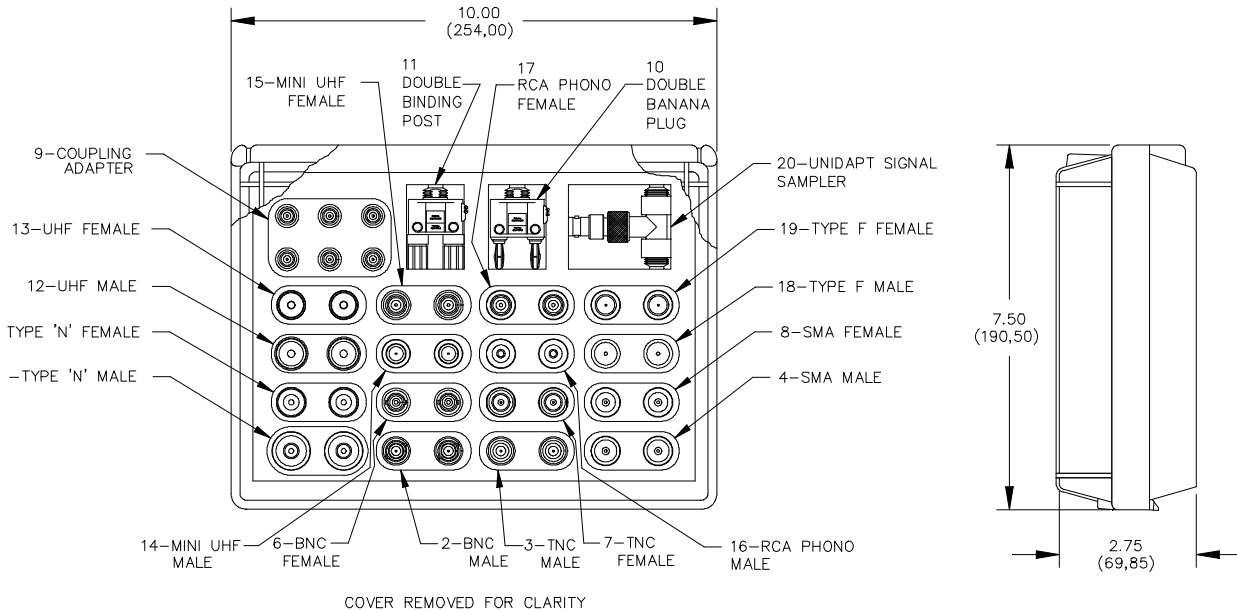 10.00
(254,00)
15-MINI UHF
FEMALE
11
DOUBLE
BINDING
POST
17
RCA PHONO
FEMALE
10
DOUBLE
BANANA
PLUG
9-COUPLING
ADAPTER
20-UNIDAPT SIGNAL
SAMPLER
13-UHF FEMALE
19-TYPE F FEMALE
12-UHF MALE
18-TYPE F MALE
TYPE 'N' FEMALE
8-SMA FEMALE
-TYPE 'N' MALE
4-SMA MALE
7.50
(190,50)
14-MINI UHF
MALE
6-BNC
FEMALE
2-BNC
MALE
3-TNC
MALE
7-TNC
FEMALE
16-RCA PHONO
MALE
2.75
(69,85)
COVER REMOVED FOR CLARITY